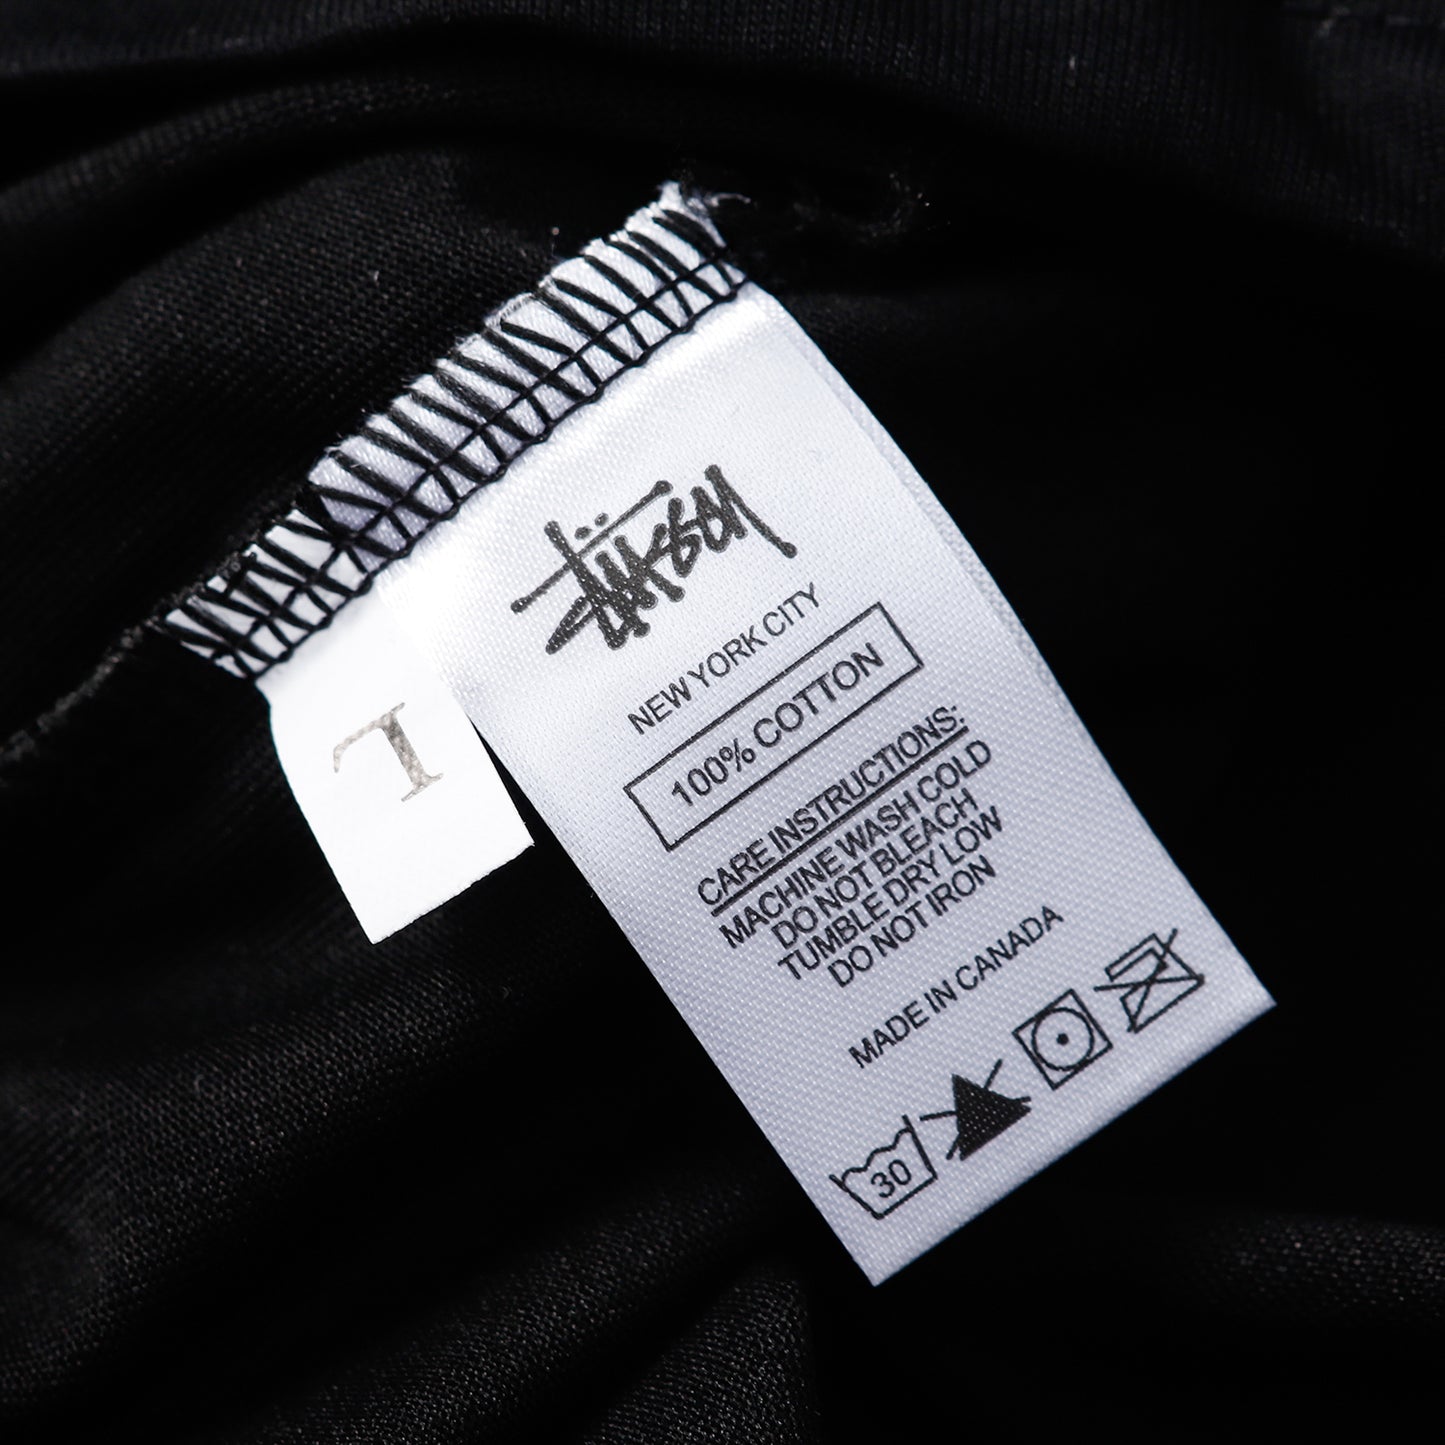 Stüssy
NEW YORK CITY
100% COTTON
CARE INSTRUCTIONS:
MACHINE WASH COLD
DO NOT BLEACH
TUMBLE DRY LOW
DO NOT IRON
MADE IN CANADA
30
L